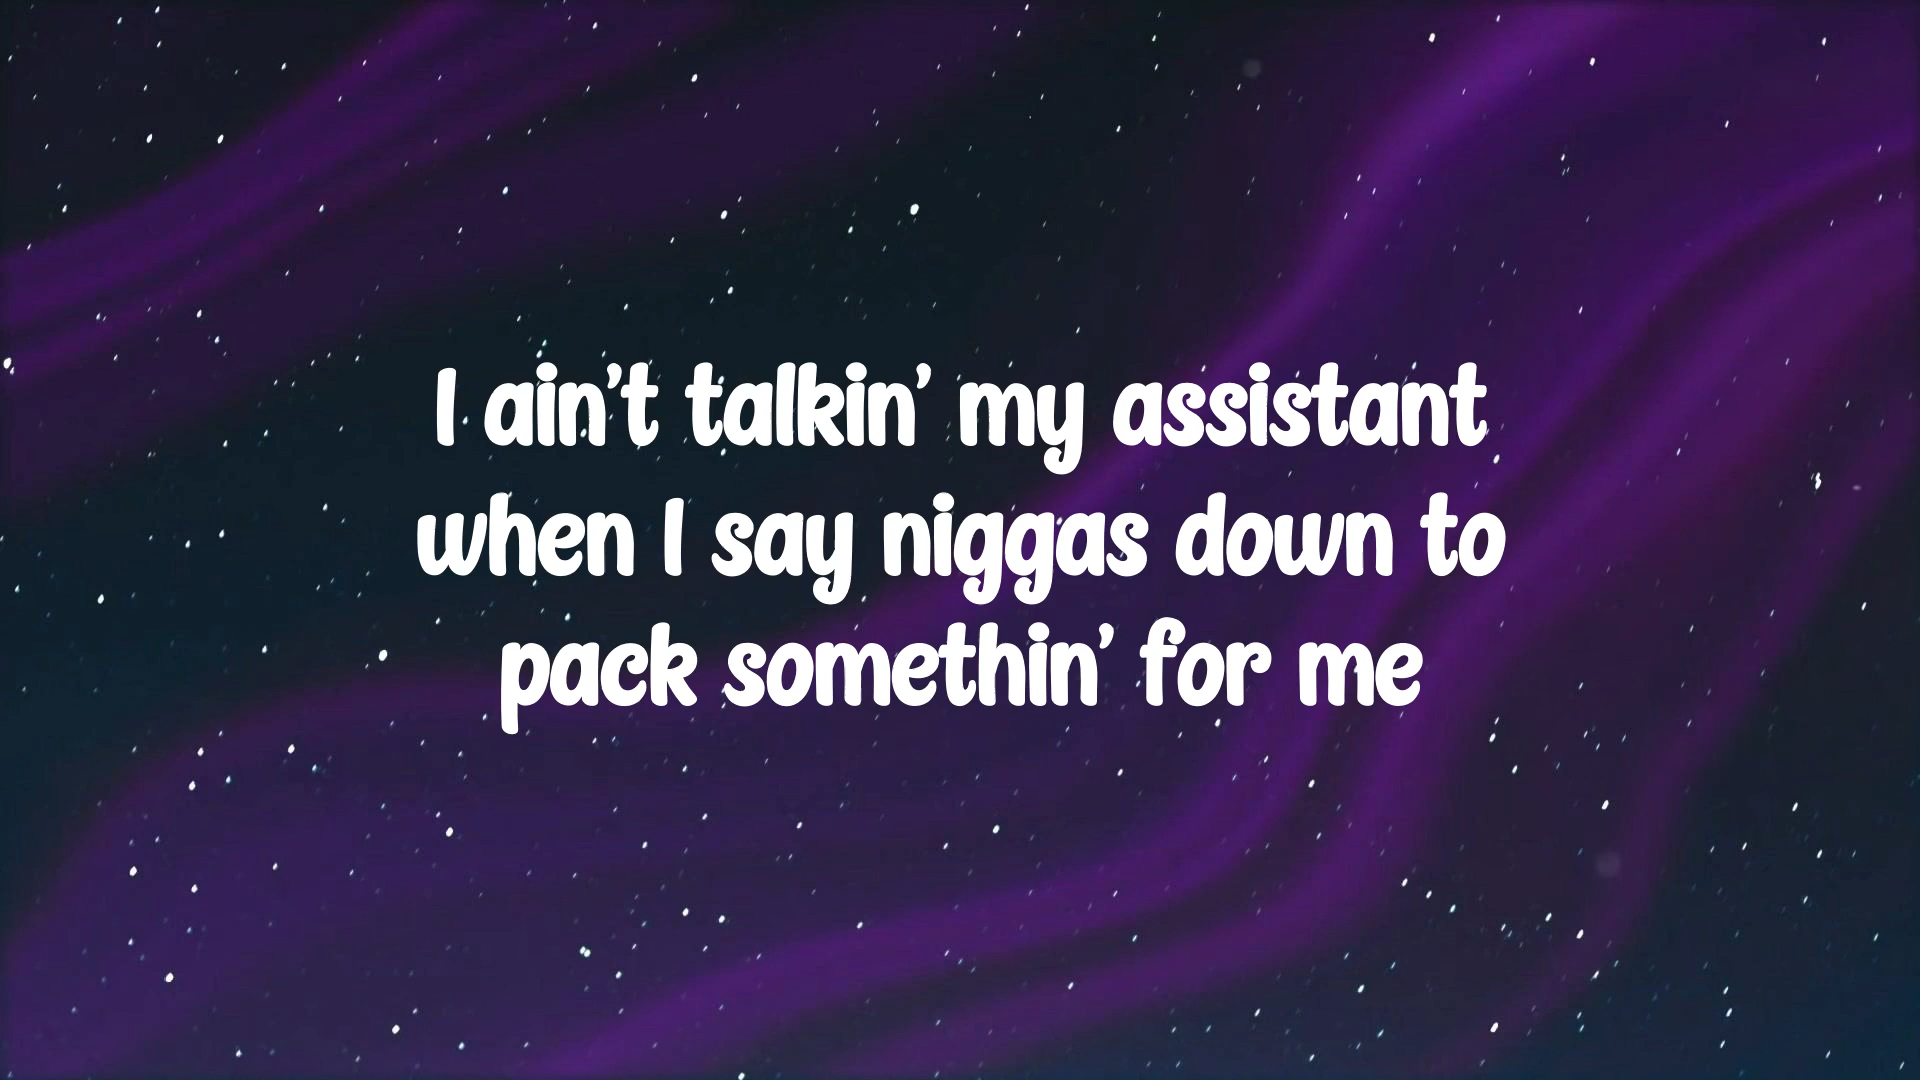 I ain’t talkin’ my assistant
when I say niggas down to
pack somethin’ for me